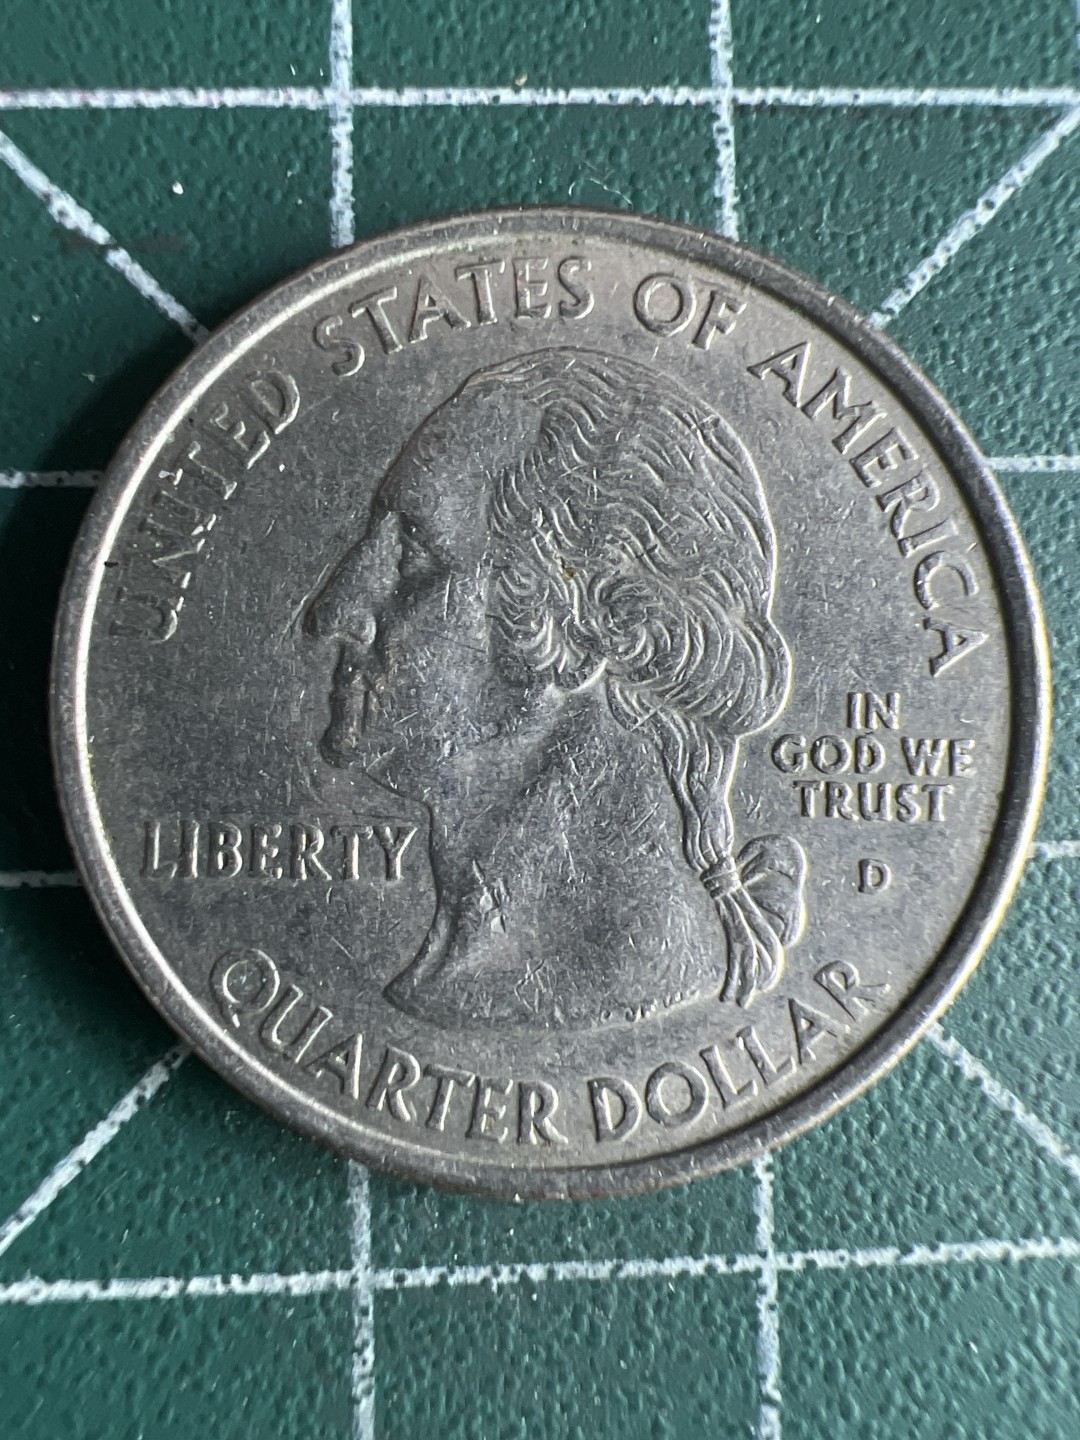 UNITED STATES OF AMERICA
LIBERTY
IN
GOD WE
TRUST
D
QUARTER DOLLAR